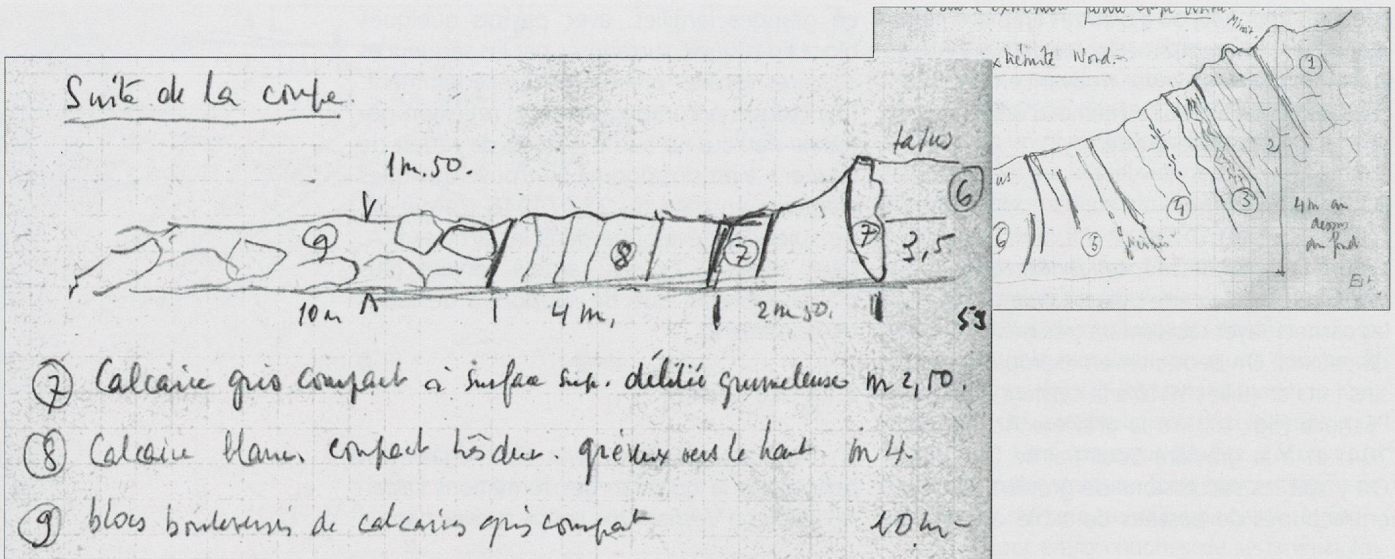 Suite de la coupe.
1m,50.
talus
⑥
⑨
⑧
⑦
⑦
3,5
10m
4m,
2m50.
59
⑦ Calcaire gris compact à surface sup. délitée grumeleuse m 2,50.
⑧ Calcaire blanc compact très dur. gréseux vers le haut m 4
⑨ blocs bouleversés de calcaires gris compact 10 m
extrémité Nord.
①
2
③
④
⑤
⑥
4m au
dessus
du fond